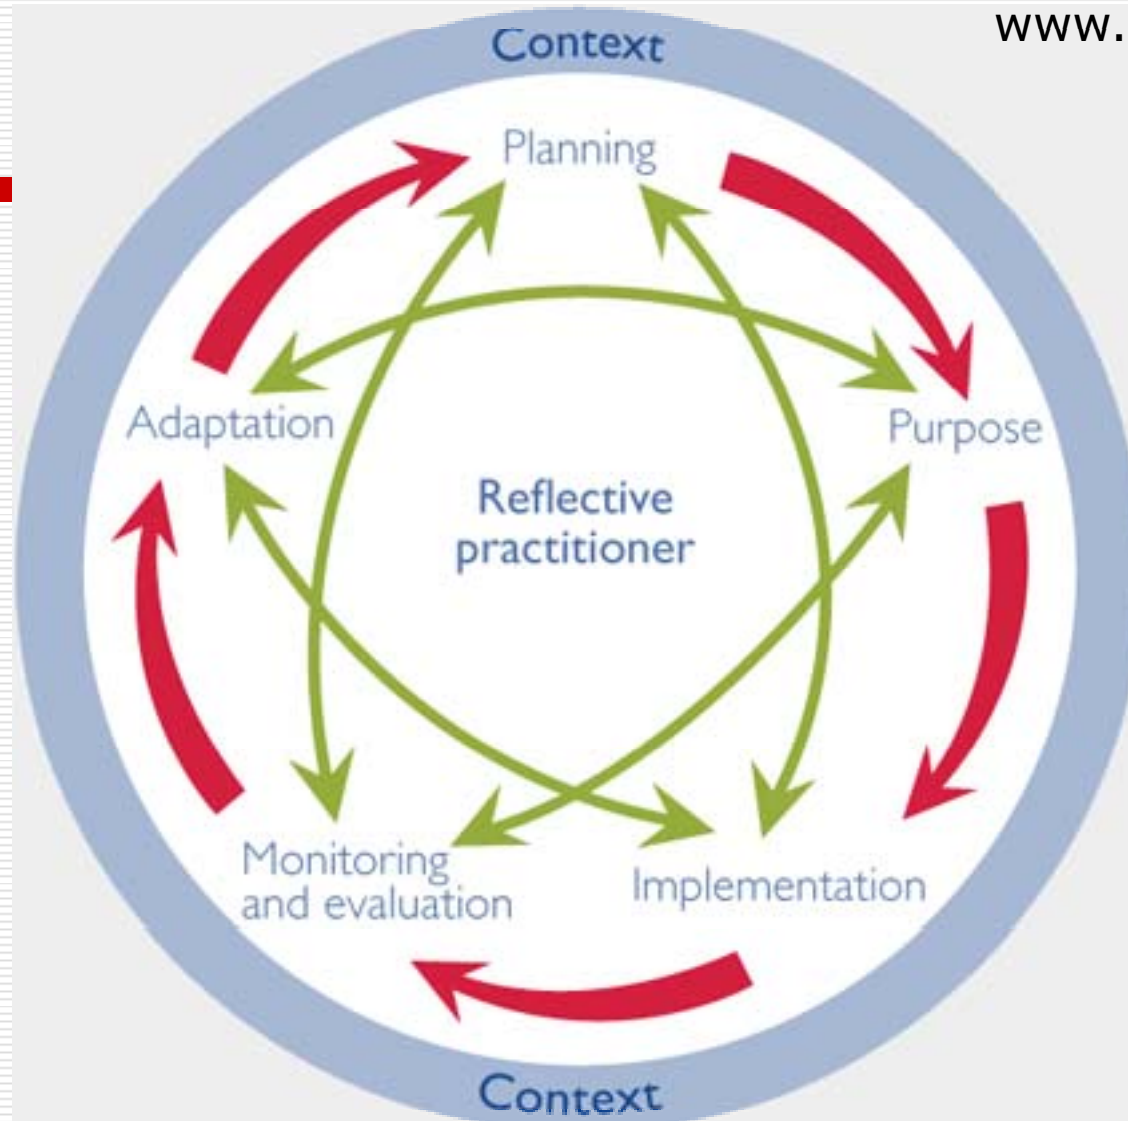 www.
Context
Planning
Adaptation
Purpose
Reflective
practitioner
Monitoring
and evaluation
Implementation
Context